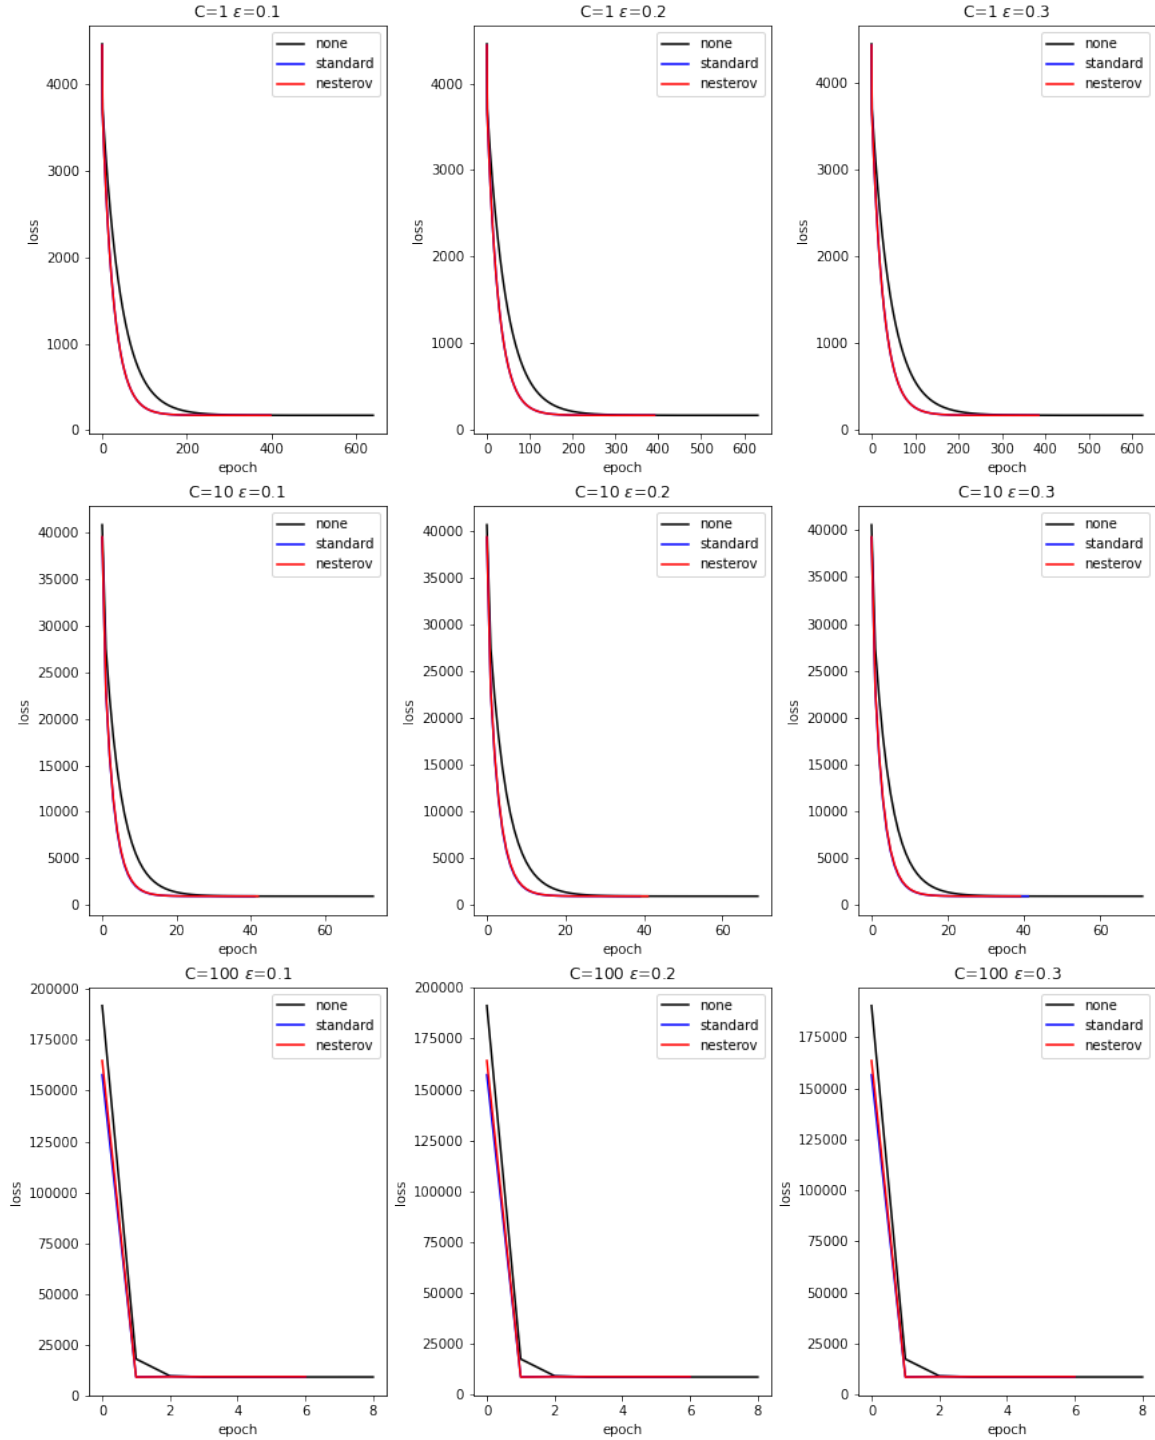 C=1 ε=0.1
none
standard
nesterov
4000
3000
2000
1000
0
loss
0
200
400
600
epoch
C=1 ε=0.2
none
standard
nesterov
4000
3000
2000
1000
0
loss
0
100
200
300
400
500
600
epoch
C=1 ε=0.3
none
standard
nesterov
4000
3000
2000
1000
0
loss
0
100
200
300
400
500
600
epoch
C=10 ε=0.1
none
standard
nesterov
40000
35000
30000
25000
20000
15000
10000
5000
0
loss
0
20
40
60
epoch
C=10 ε=0.2
none
standard
nesterov
40000
35000
30000
25000
20000
15000
10000
5000
0
loss
0
20
40
60
epoch
C=10 ε=0.3
none
standard
nesterov
40000
35000
30000
25000
20000
15000
10000
5000
0
loss
0
20
40
60
epoch
C=100 ε=0.1
none
standard
nesterov
200000
175000
150000
125000
100000
75000
50000
25000
0
loss
0
2
4
6
8
epoch
C=100 ε=0.2
none
standard
nesterov
200000
175000
150000
125000
100000
75000
50000
25000
0
loss
0
2
4
6
8
epoch
C=100 ε=0.3
none
standard
nesterov
175000
150000
125000
100000
75000
50000
25000
0
loss
0
2
4
6
8
epoch